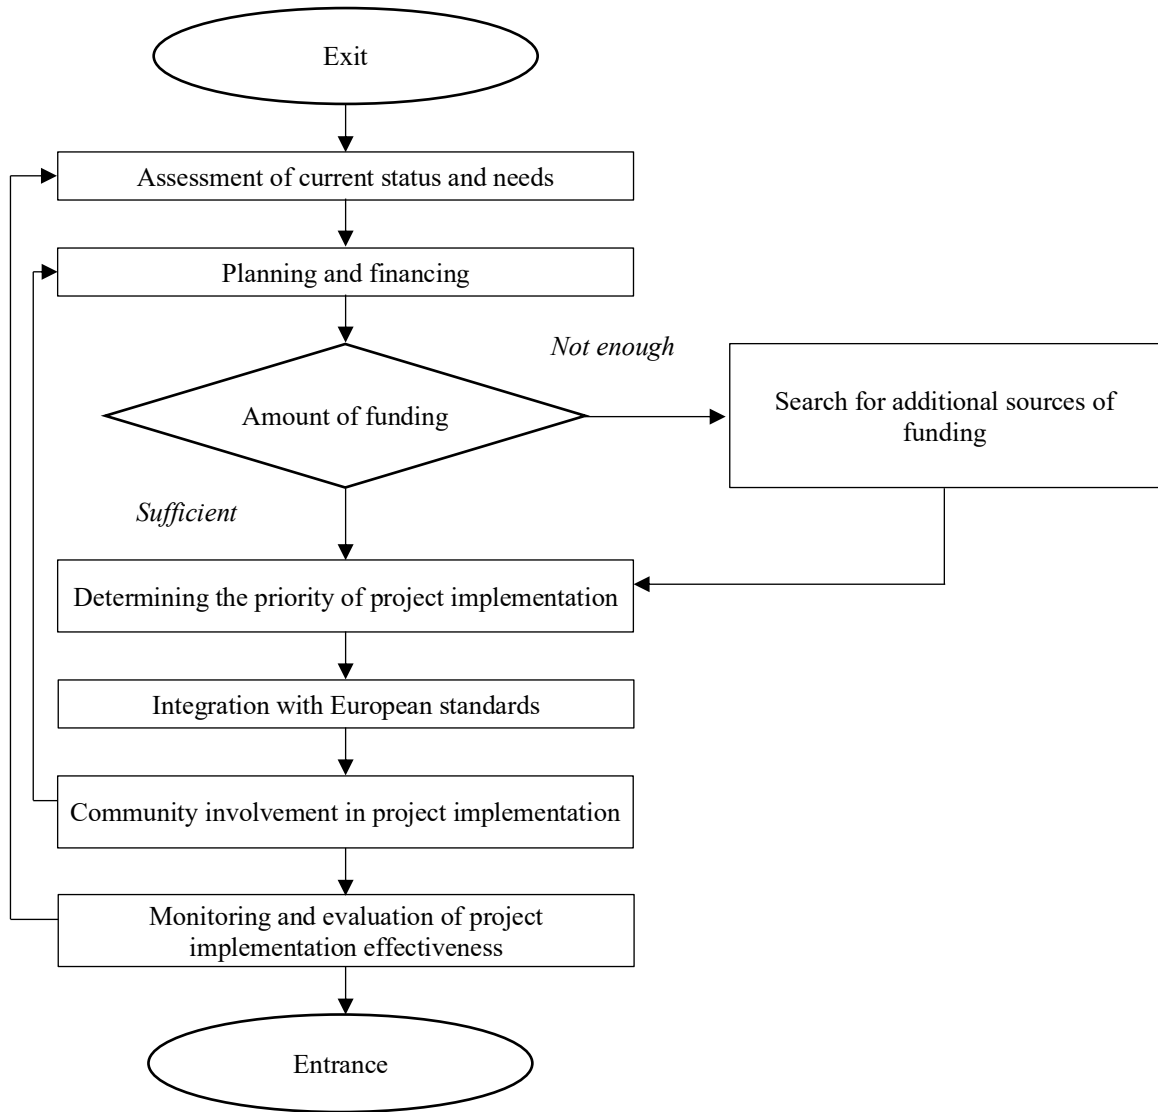 Exit
Assessment of current status and needs
Planning and financing
Not enough
Amount of funding
Search for additional sources of
funding
Sufficient
Determining the priority of project implementation
Integration with European standards
Community involvement in project implementation
Monitoring and evaluation of project
implementation effectiveness
Entrance